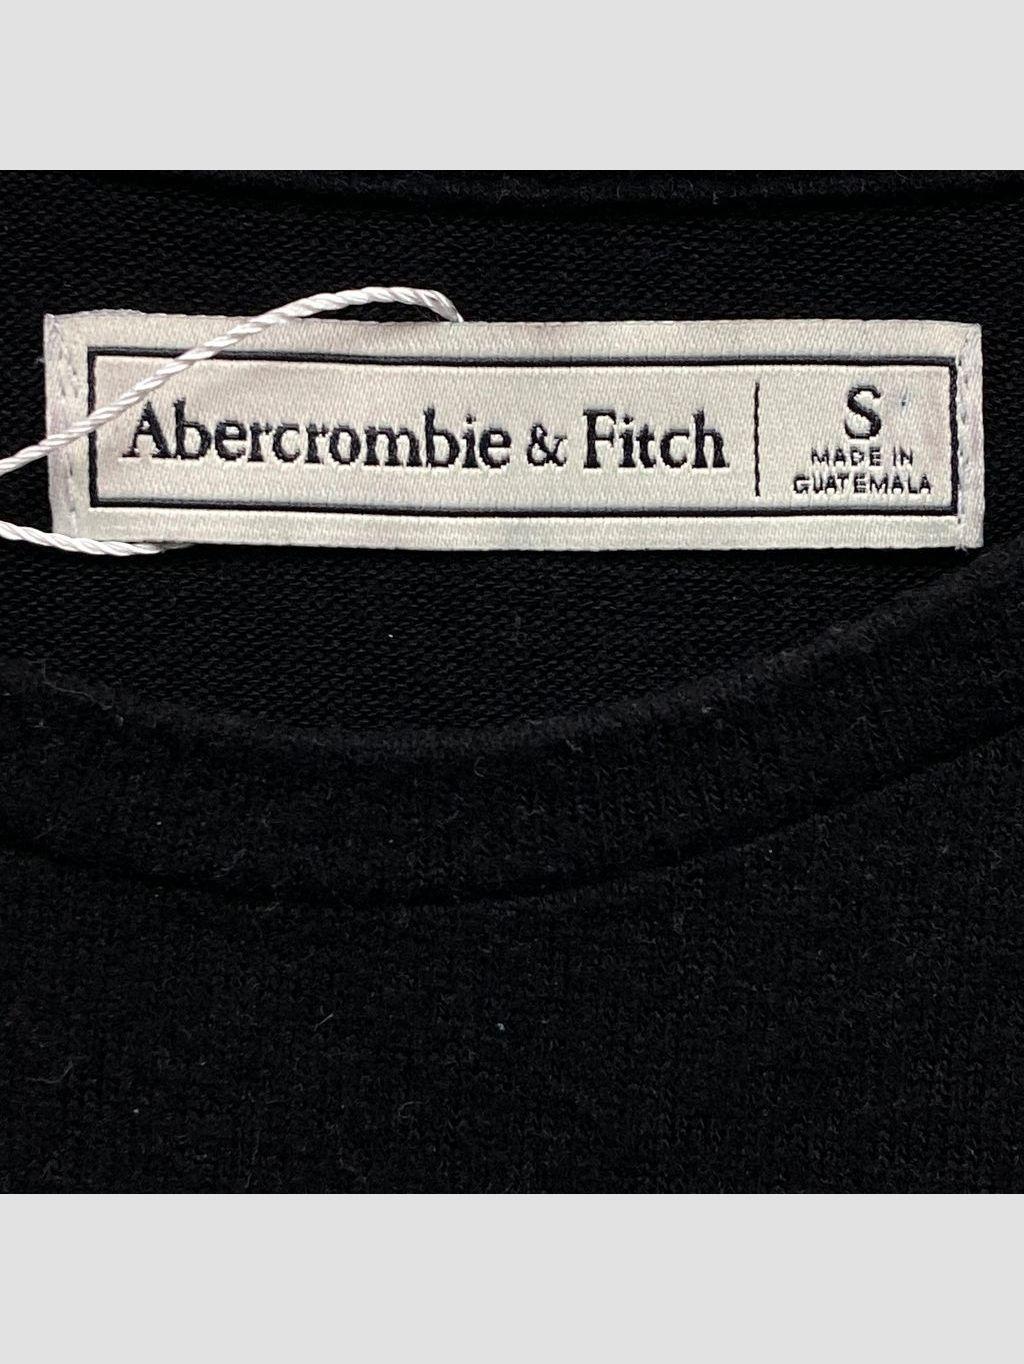 Abercrombie & Fitch
S
MADE IN
GUATEMALA